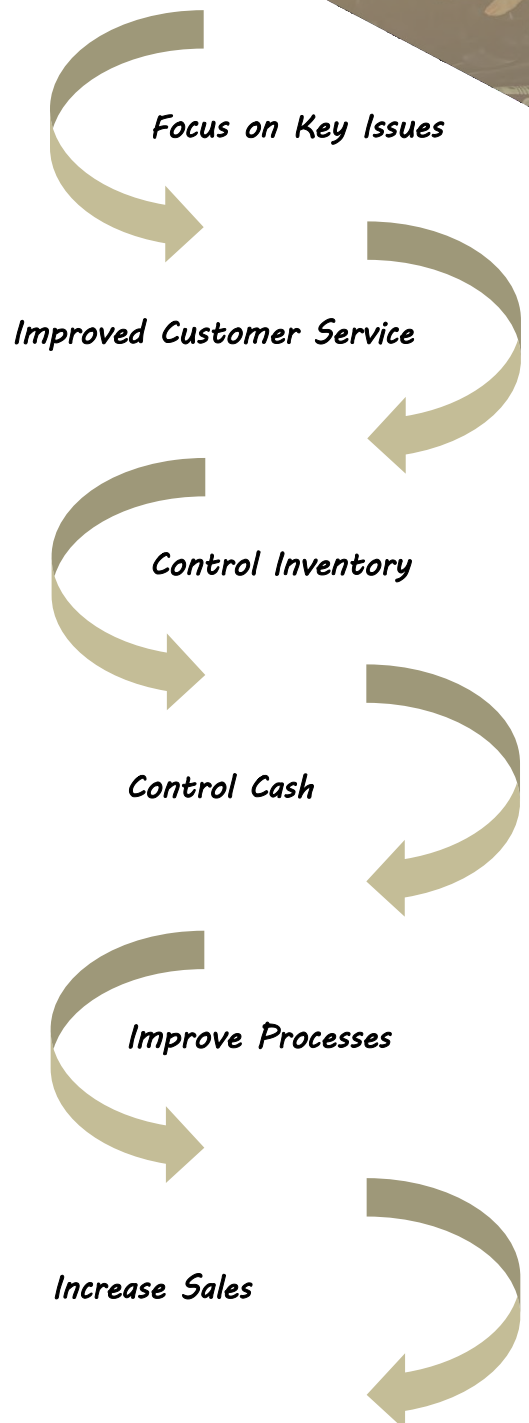 Focus on Key Issues
Improved Customer Service
Control Inventory
Control Cash
Improve Processes
Increase Sales